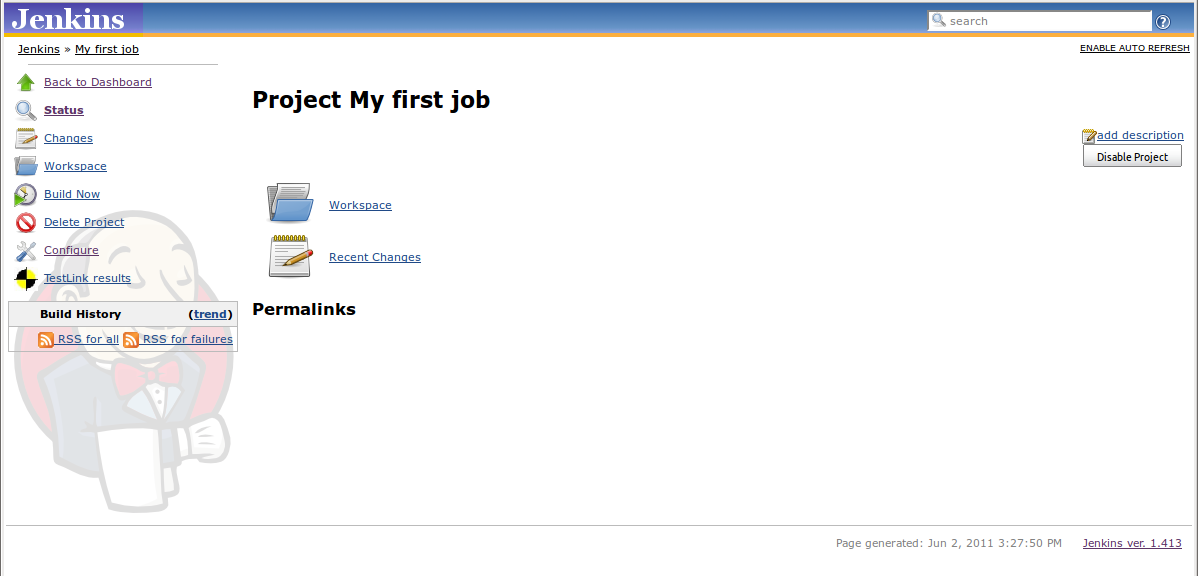 Jenkins
search
Jenkins » My first job
ENABLE AUTO REFRESH
Back to Dashboard
Status
Changes
Workspace
Build Now
Delete Project
Configure
TestLink results
Build History (trend)
RSS for all RSS for failures
Project My first job
add description
Disable Project
Workspace
Recent Changes
Permalinks
Page generated: Jun 2, 2011 3:27:50 PM Jenkins ver. 1.413